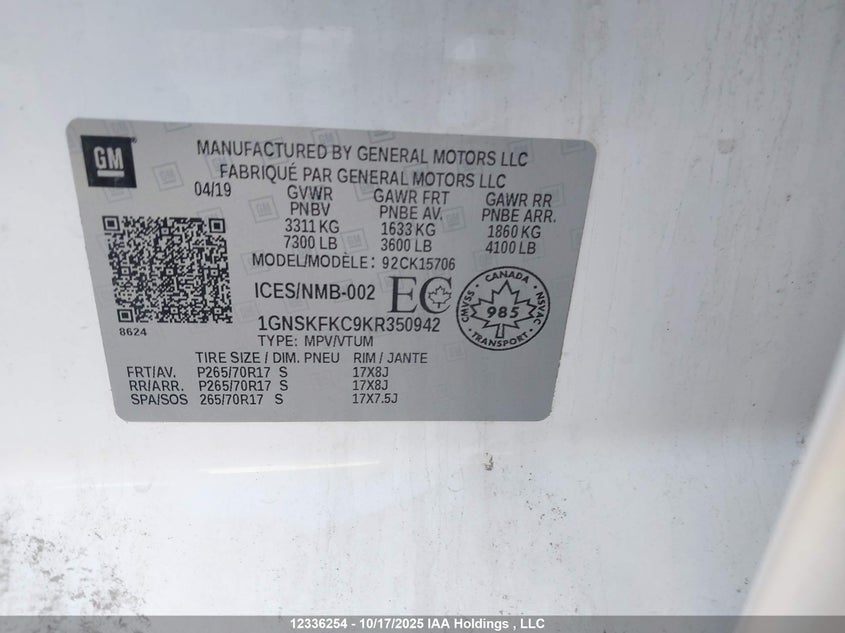 GM
MANUFACTURED BY GENERAL MOTORS LLC
FABRIQUÉ PAR GENERAL MOTORS LLC
04/19 GVWR GAWR FRT GAWR RR
PNBV PNBE AV. PNBE ARR.
3311 KG 1633 KG 1860 KG
7300 LB 3600 LB 4100 LB
MODEL/MODÈLE: 92CK15706
ICES/NMB-002 EC
CANADA
CMVSS 985 NSVAC
TRANSPORT
8624
1GNSKFKC9KR350942
TYPE: MPV/VTUM
TIRE SIZE / DIM. PNEU RIM / JANTE
FRT/AV. P265/70R17 S 17X8J
RR/ARR. P265/70R17 S 17X8J
SPA/SOS 265/70R17 S 17X7.5J
12336254 - 10/17/2025 IAA Holdings , LLC